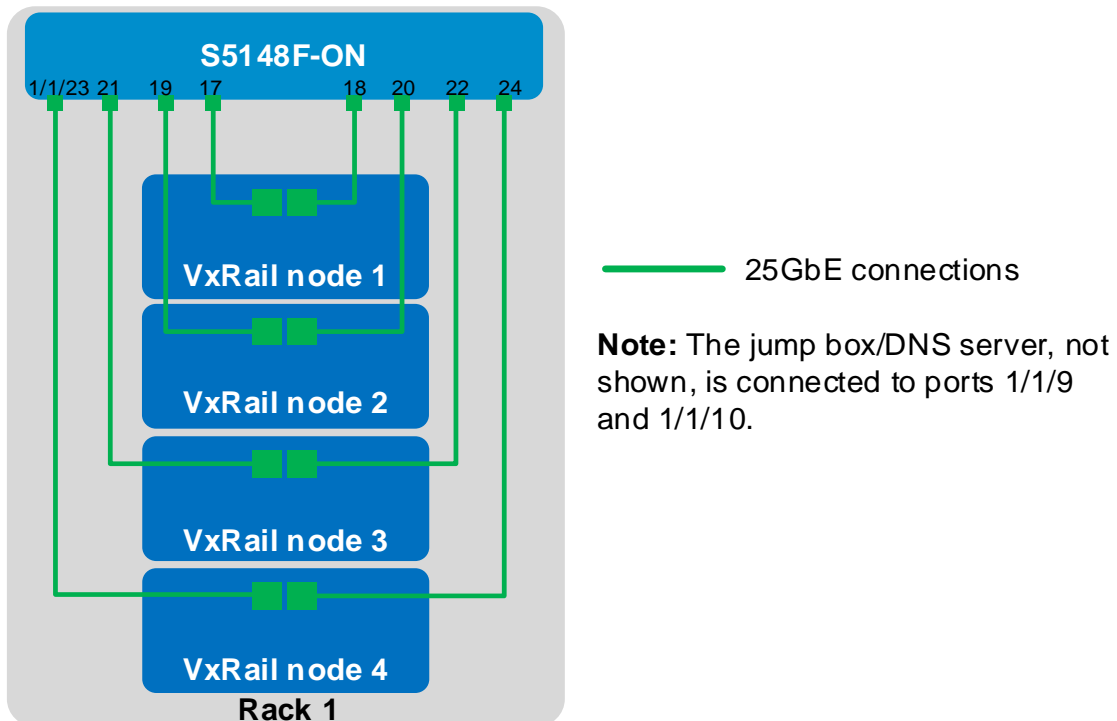 S5148F-ON
1/1/23 21 19 17 18 20 22 24
VxRail node 1
VxRail node 2
VxRail node 3
VxRail node 4
Rack 1
25GbE connections
Note: The jump box/DNS server, not
shown, is connected to ports 1/1/9
and 1/1/10.